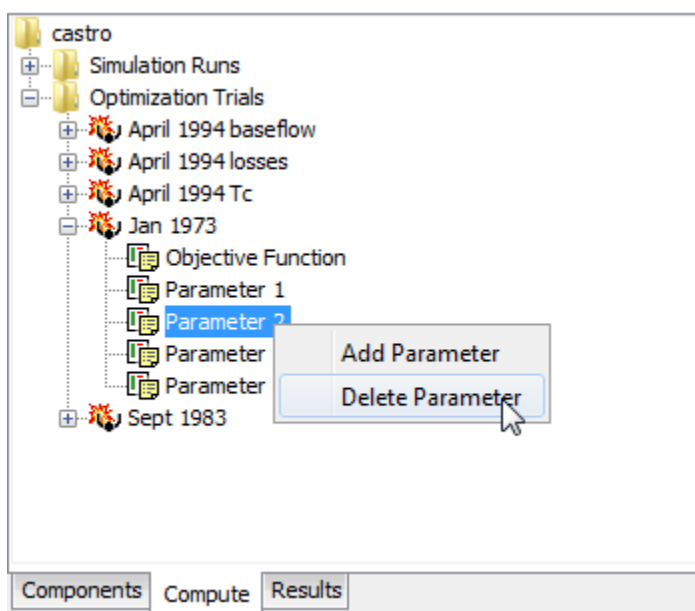 castro
Simulation Runs
Optimization Trials
April 1994 baseflow
April 1994 losses
April 1994 Tc
Jan 1973
Objective Function
Parameter 1
Parameter 2
Parameter Add Parameter
Parameter Delete Parameter
Sept 1983
Components Compute Results